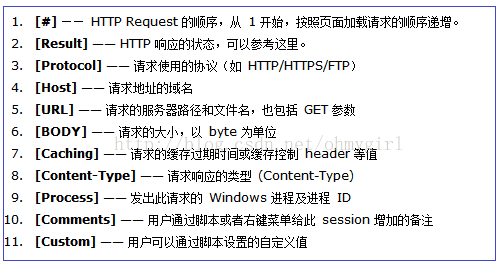 1. [#] —— HTTP Request 的顺序，从 1 开始，按照页面加载请求的顺序递增。
2. [Result] —— HTTP 响应的状态，可以参考这里。
3. [Protocol] —— 请求使用的协议（如 HTTP/HTTPS/FTP）
4. [Host] —— 请求地址的域名
5. [URL] —— 请求的服务器路径和文件名，也包括 GET 参数
6. [BODY] —— 请求的大小，以 byte 为单位
http://blog.csdn.net/ohmygirl
7. [Caching] —— 请求的缓存过期时间或缓存控制 header 等值
8. [Content-Type] —— 请求响应的类型 (Content-Type)
9. [Process] —— 发出此请求的 Windows 进程及进程 ID
10. [Comments] —— 用户通过脚本或者右键菜单给此 session 增加的备注
11. [Custom] —— 用户可以通过脚本设置的自定义值